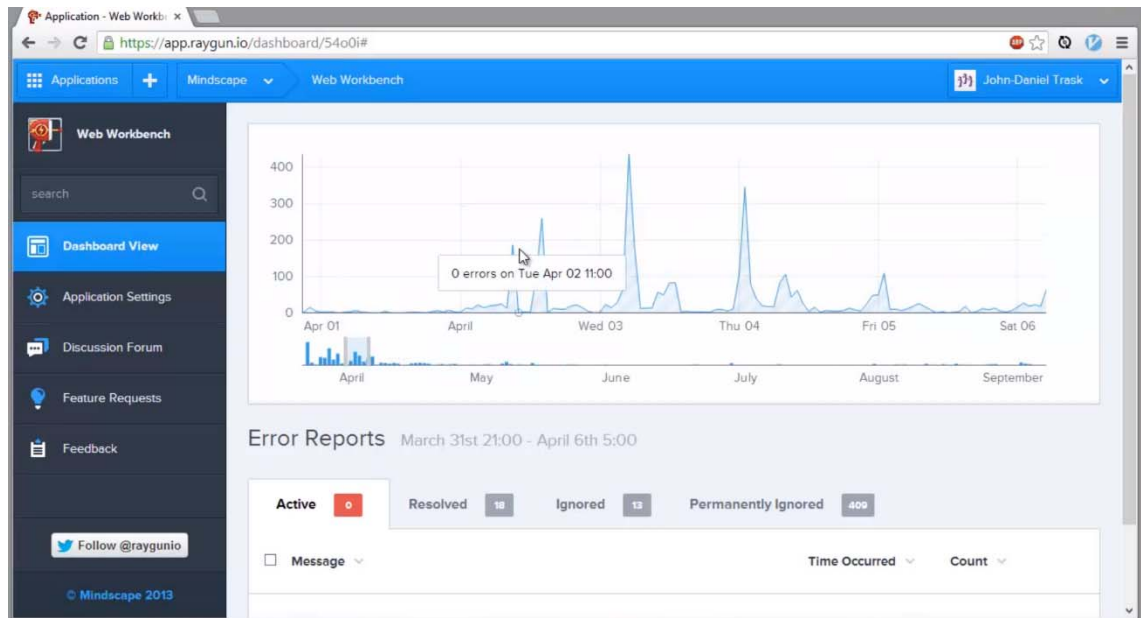 Application - Web Workb
https://app.raygun.io/dashboard/54o0i#
ABP
Applications + Mindscape Web Workbench John-Daniel Trask
Web Workbench
search
Dashboard View
Application Settings
Discussion Forum
Feature Requests
Feedback
Follow @raygunio
© Mindscape 2013
400
300
200
100
0
0 errors on Tue Apr 02 11:00
Apr 01 April Wed 03 Thu 04 Fri 05 Sat 06
April May June July August September
Error Reports March 31st 21:00 - April 6th 5:00
Active 0 Resolved 18 Ignored 13 Permanently Ignored 409
Message Time Occurred Count